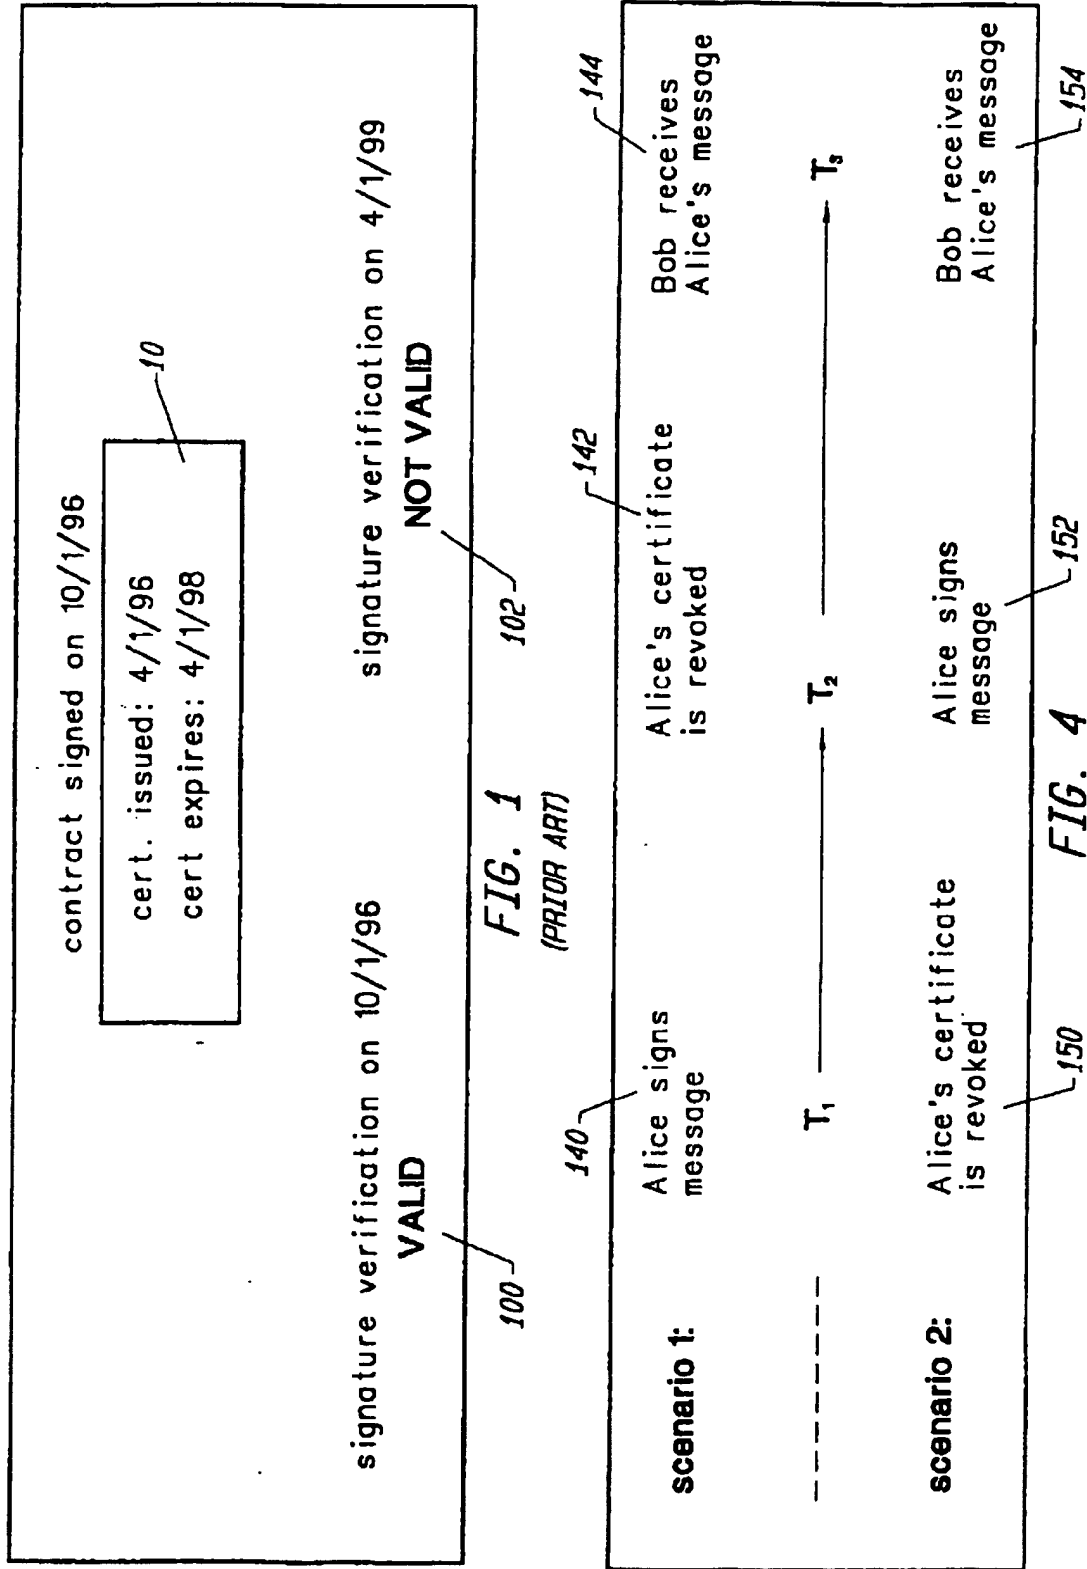 contract signed on 10/1/96
10
cert. issued: 4/1/96
cert expires: 4/1/98
signature verification on 10/1/96
VALID
100
signature verification on 4/1/99
NOT VALID
102
FIG. 1
(PRIOR ART)
140
142
144
scenario 1:
Alice signs
message
Alice's certificate
is revoked
Bob receives
Alice's message
T₁
T₂
T₃
scenario 2:
Alice's certificate
is revoked
Alice signs
message
Bob receives
Alice's message
150
152
154
FIG. 4